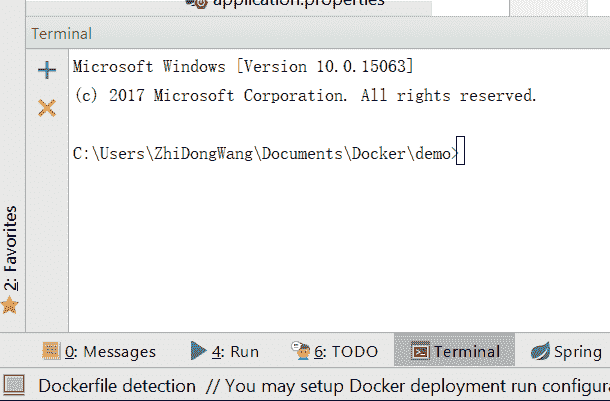 application.properties
Terminal
Microsoft Windows [Version 10.0.15063]
(c) 2017 Microsoft Corporation. All rights reserved.
C:\Users\ZhiDongWang\Documents\Docker\demo>
2: Favorites
0: Messages 4: Run 6: TODO Terminal Spring
Dockerfile detection // You may setup Docker deployment run configura